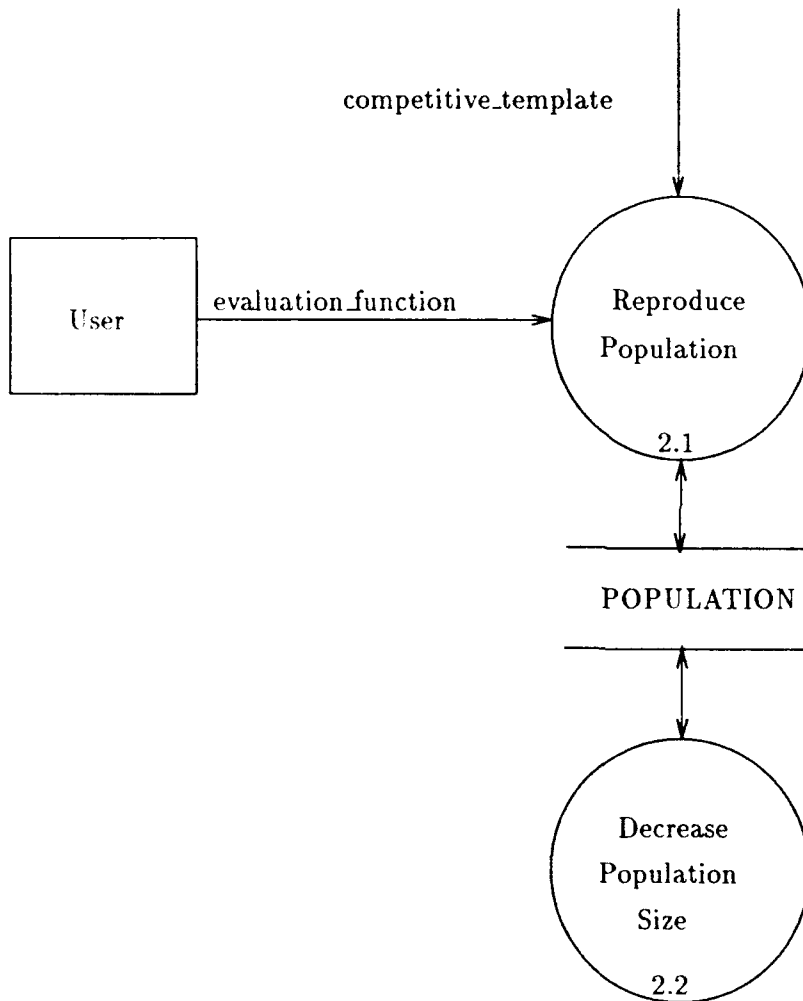 competitive_template
User
evaluation_function
Reproduce
Population
2.1
POPULATION
Decrease
Population
Size
2.2